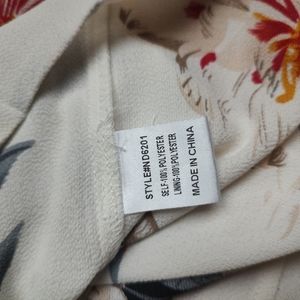 STYLE#ND6201
SELF-100%POLYESTER
LINING-100%POLYESTER
MADE IN CHINA